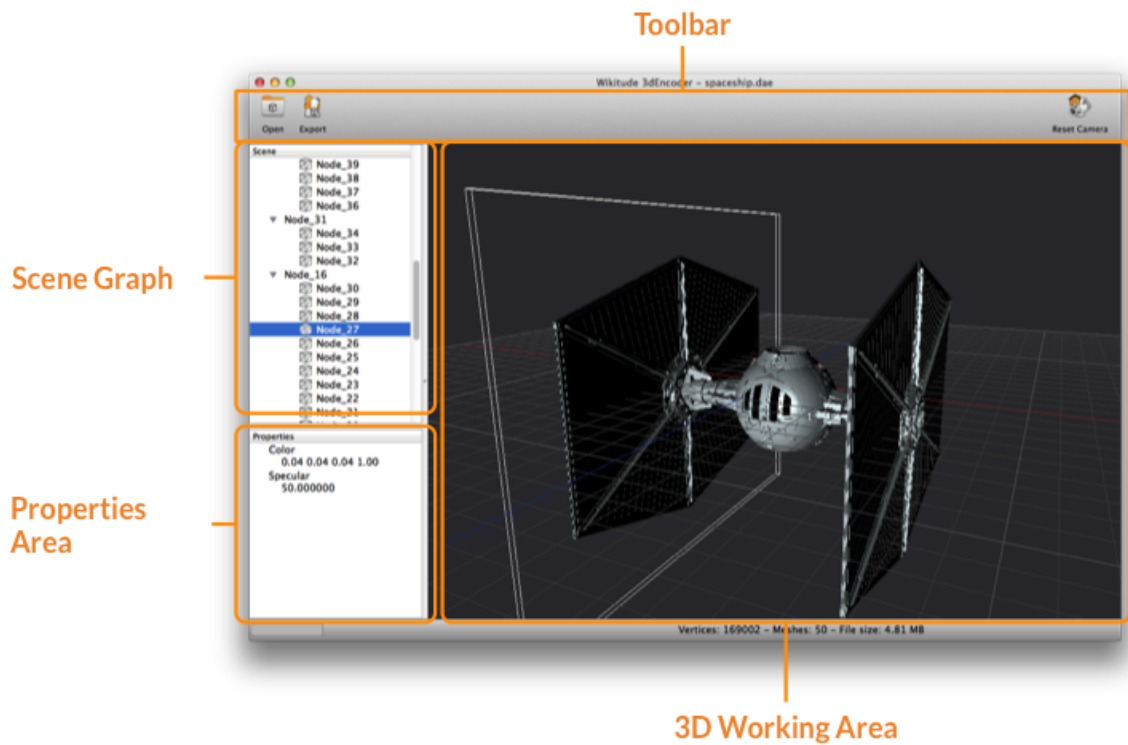 Toolbar
Wikitude 3dEncoder – spaceship.dae
Open Export Reset Camera
Scene
Node_39
Node_38
Node_37
Node_36
Node_31
Node_34
Node_33
Node_32
Node_16
Node_30
Node_29
Node_28
Node_27
Node_26
Node_25
Node_24
Node_23
Node_22
Node_21
Scene Graph
Properties
Color
0.04 0.04 0.04 1.00
Specular
50.000000
Properties
Area
Vertices: 169002 – Meshes: 50 – File size: 4.81 MB
3D Working Area